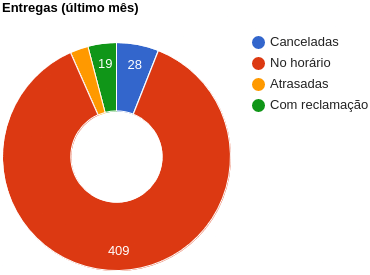 Entregas (último mês)
Canceladas
No horário
Atrasadas
Com reclamação
19
28
409